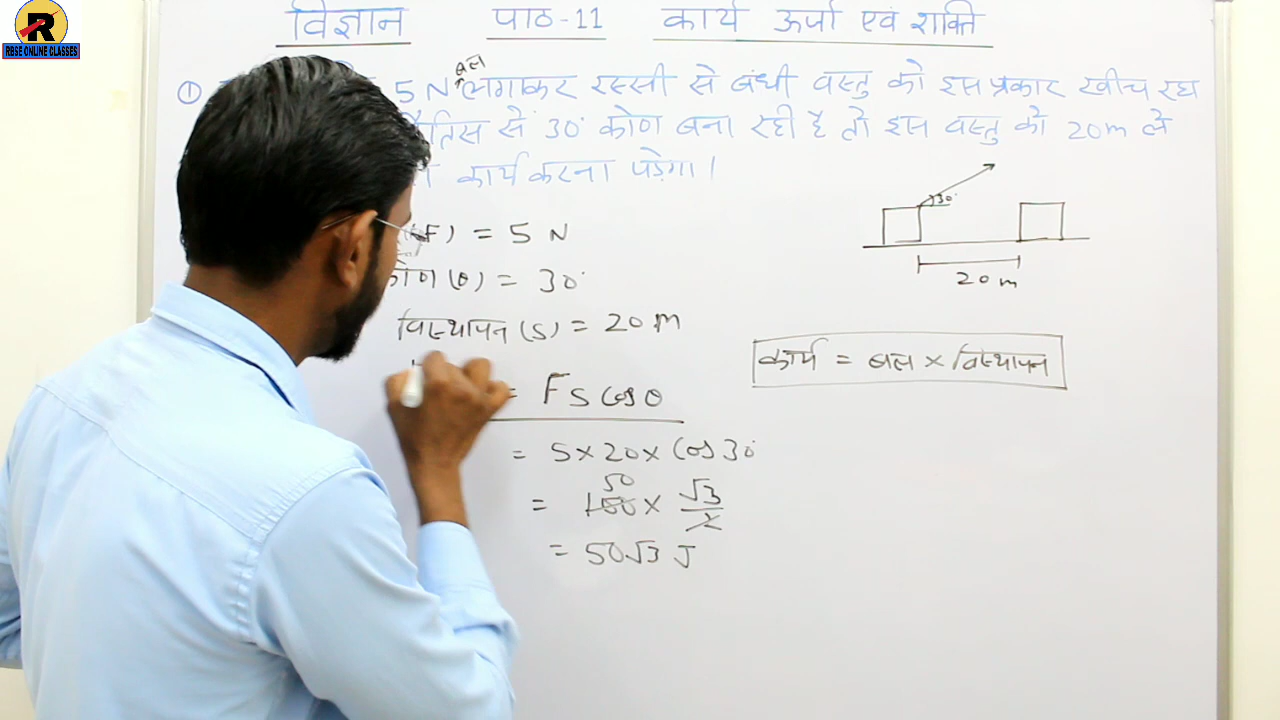 RBSE ONLINE CLASSES
विज्ञान पाठ-11 कार्य ऊर्जा एवं शक्ति
① 5 N बल लगाकर रस्सी से बंधी वस्तु को इस प्रकार खींच रहा
से 30° कोण बना रही है तो इस वस्तु को 20m ले
कार्य करना पड़ेगा।
30°
20 m
(F) = 5 N
कोण (θ) = 30°
विस्थापन (S) = 20 m
कार्य = बल × विस्थापन
= F S Cos θ
= 5 × 20 × Cos 30°
50
= 100 × √3/2
= 50√3 J